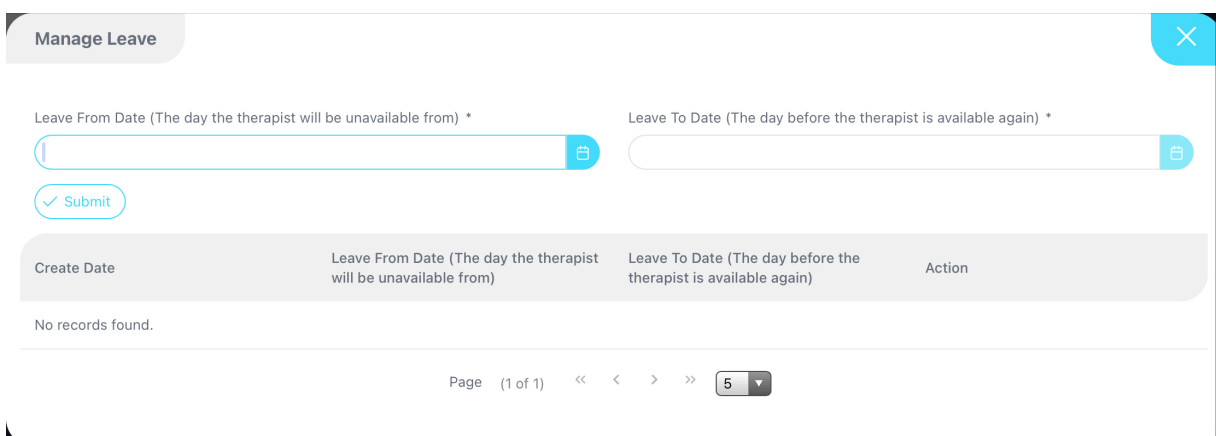 Manage Leave
Leave From Date (The day the therapist will be unavailable from) *
Leave To Date (The day before the therapist is available again) *
Submit
Create Date
Leave From Date (The day the therapist
will be unavailable from)
Leave To Date (The day before the
therapist is available again)
Action
No records found.
Page (1 of 1) 5